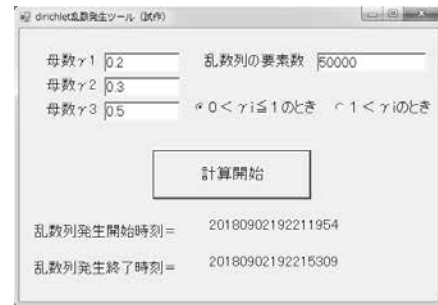 dirichlet乱数発生ツール（試作）
母数γ1 0.2 乱数列の要素数 50000
母数γ2 0.3
母数γ3 0.5 0＜γi≦1のとき 1＜γiのとき
計算開始
乱数列発生開始時刻＝ 20180902192211954
乱数列発生終了時刻＝ 20180902192215309